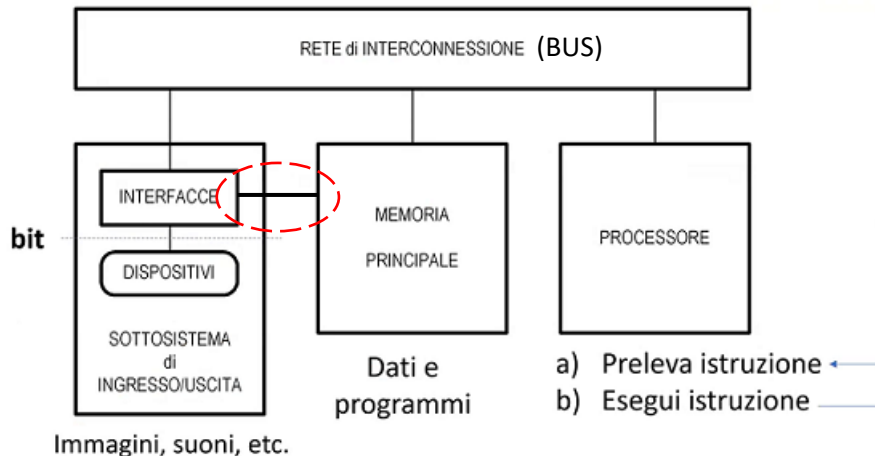 RETE di INTERCONNESSIONE (BUS)
INTERFACCE
bit
DISPOSITIVI
SOTTOSISTEMA
di
INGRESSO/USCITA
Immagini, suoni, etc.
MEMORIA
PRINCIPALE
Dati e
programmi
PROCESSORE
a) Preleva istruzione
b) Esegui istruzione